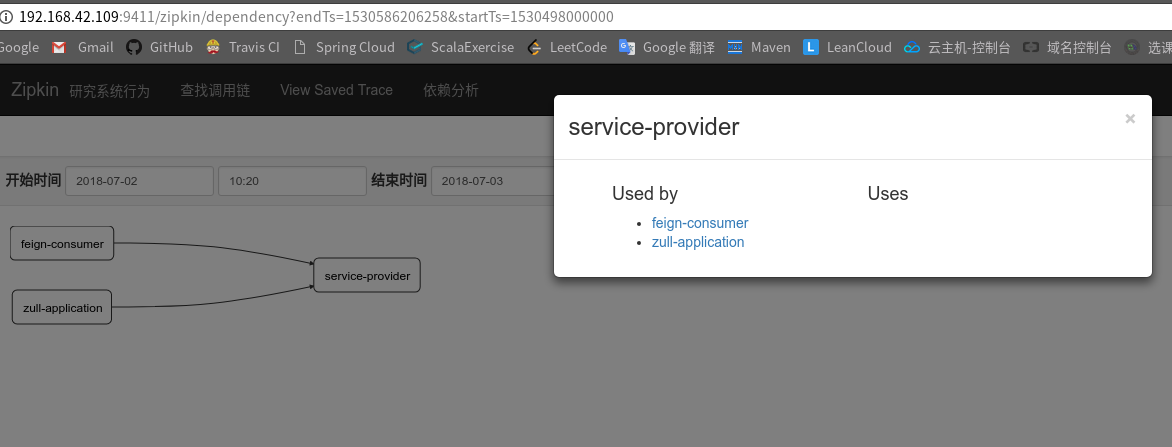 192.168.42.109:9411/zipkin/dependency?endTs=1530586206258&startTs=1530498000000
Google Gmail GitHub Travis CI Spring Cloud ScalaExercise LeetCode Google 翻译 Maven LeanCloud 云主机-控制台 域名控制台 选课
Zipkin 研究系统行为 查找调用链 View Saved Trace 依赖分析
service-provider ×
开始时间 2018-07-02 10:20 结束时间 2018-07-03
Used by Uses
feign-consumer
zull-application
feign-consumer
service-provider
zull-application